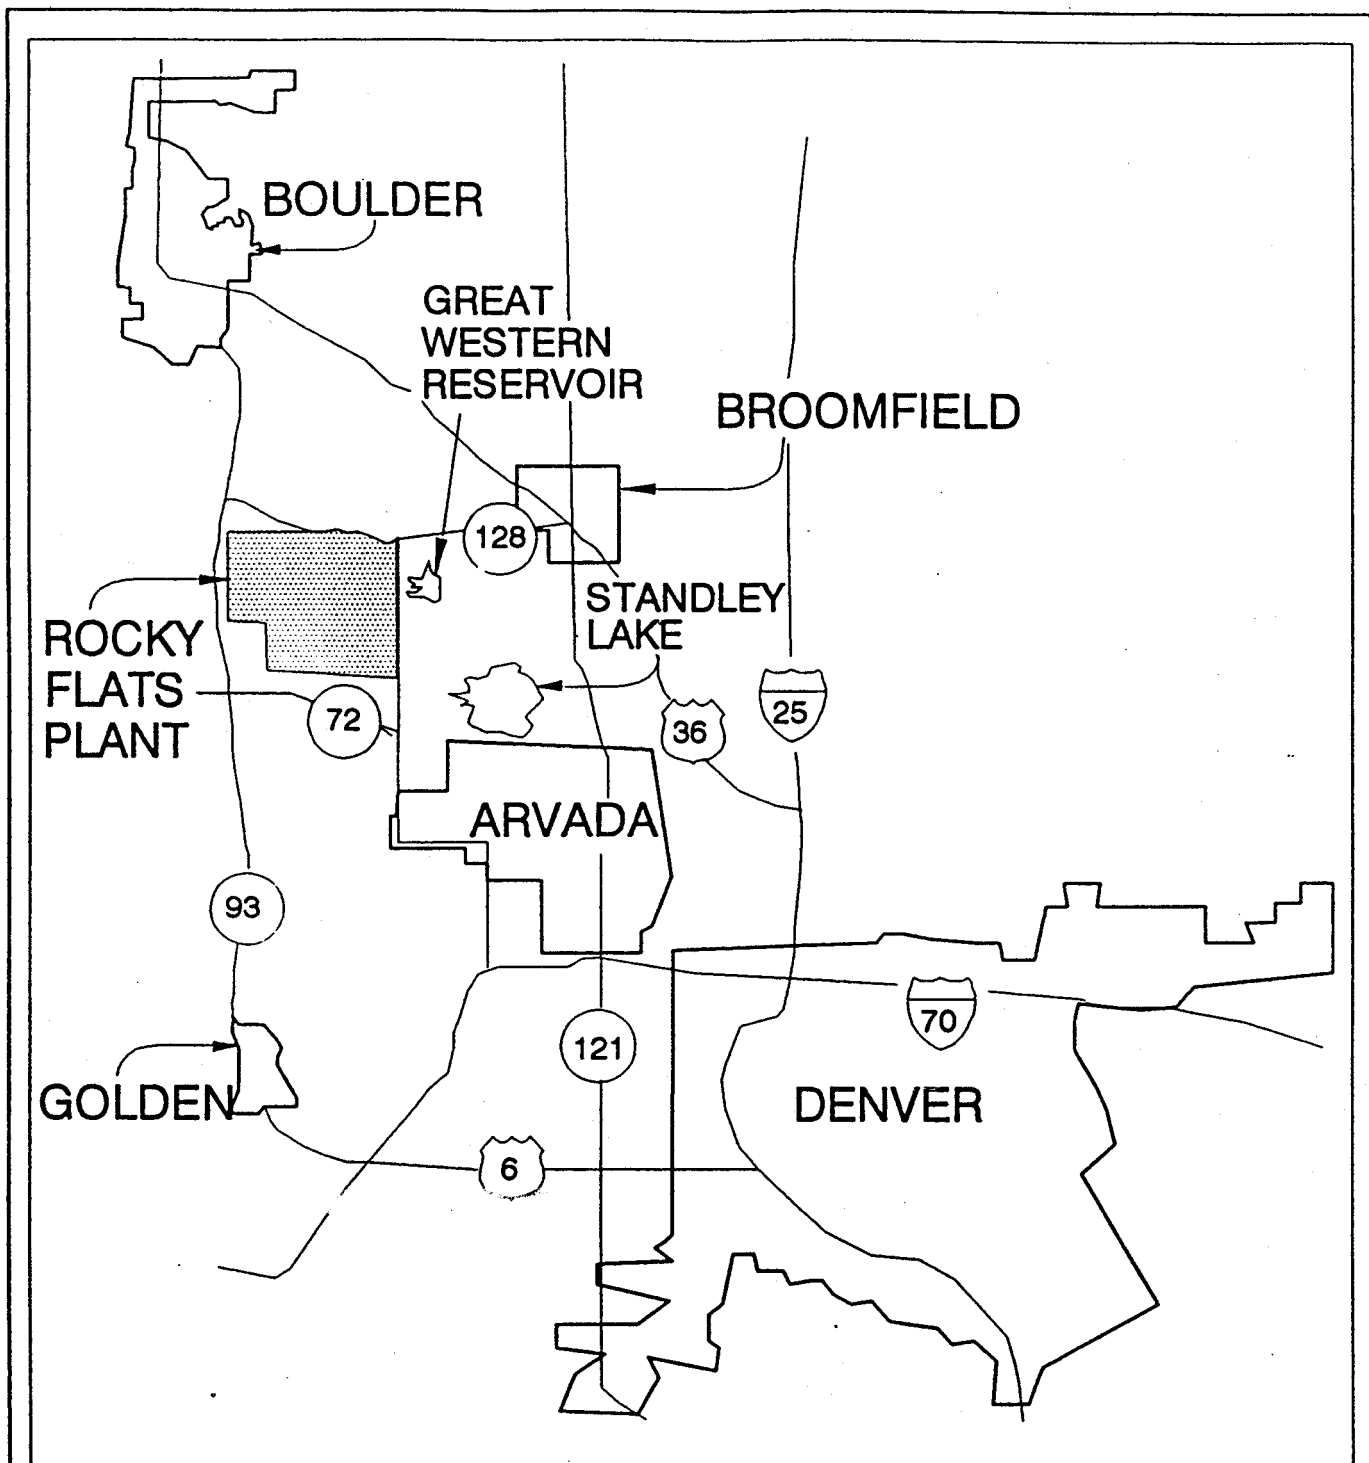 BOULDER
GREAT
WESTERN
RESERVOIR
BROOMFIELD
128
STANDLEY
LAKE
ROCKY
FLATS
PLANT
72
36
25
ARVADA
93
70
121
GOLDEN
DENVER
6